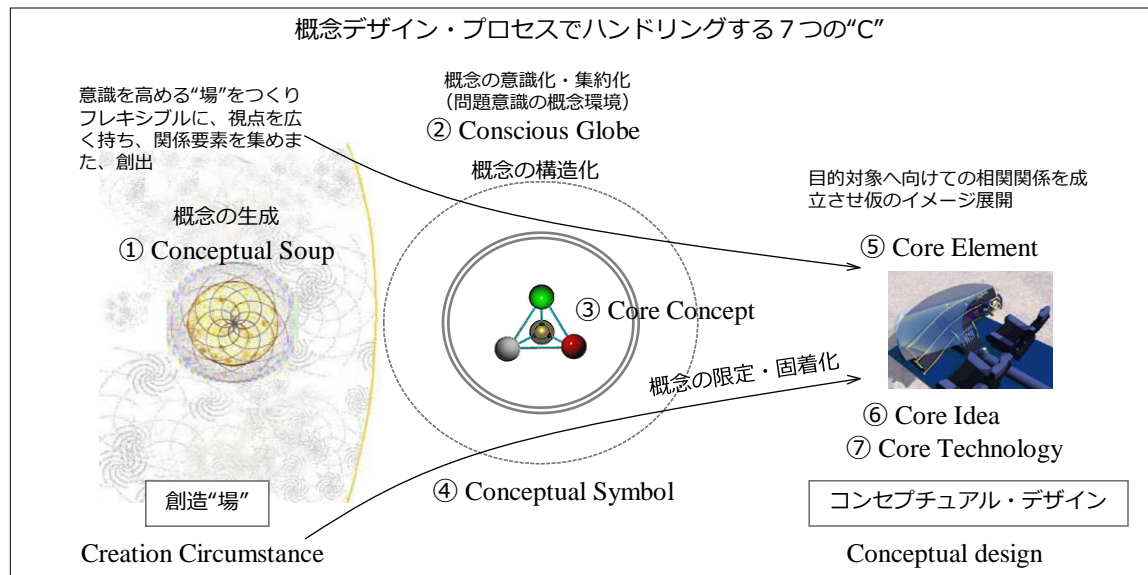 概念デザイン・プロセスでハンドリングする７つの“C”
意識を高める“場”をつくり
フレキシブルに、視点を広
く持ち、関係要素を集めま
た、創出
概念の生成
① Conceptual Soup
創造“場”
Creation Circumstance
概念の意識化・集約化
（問題意識の概念環境）
② Conscious Globe
概念の構造化
③ Core Concept
概念の限定・固着化
④ Conceptual Symbol
目的対象へ向けての相関関係を成
立させ仮のイメージ展開
⑤ Core Element
⑥ Core Idea
⑦ Core Technology
コンセプチュアル・デザイン
Conceptual design